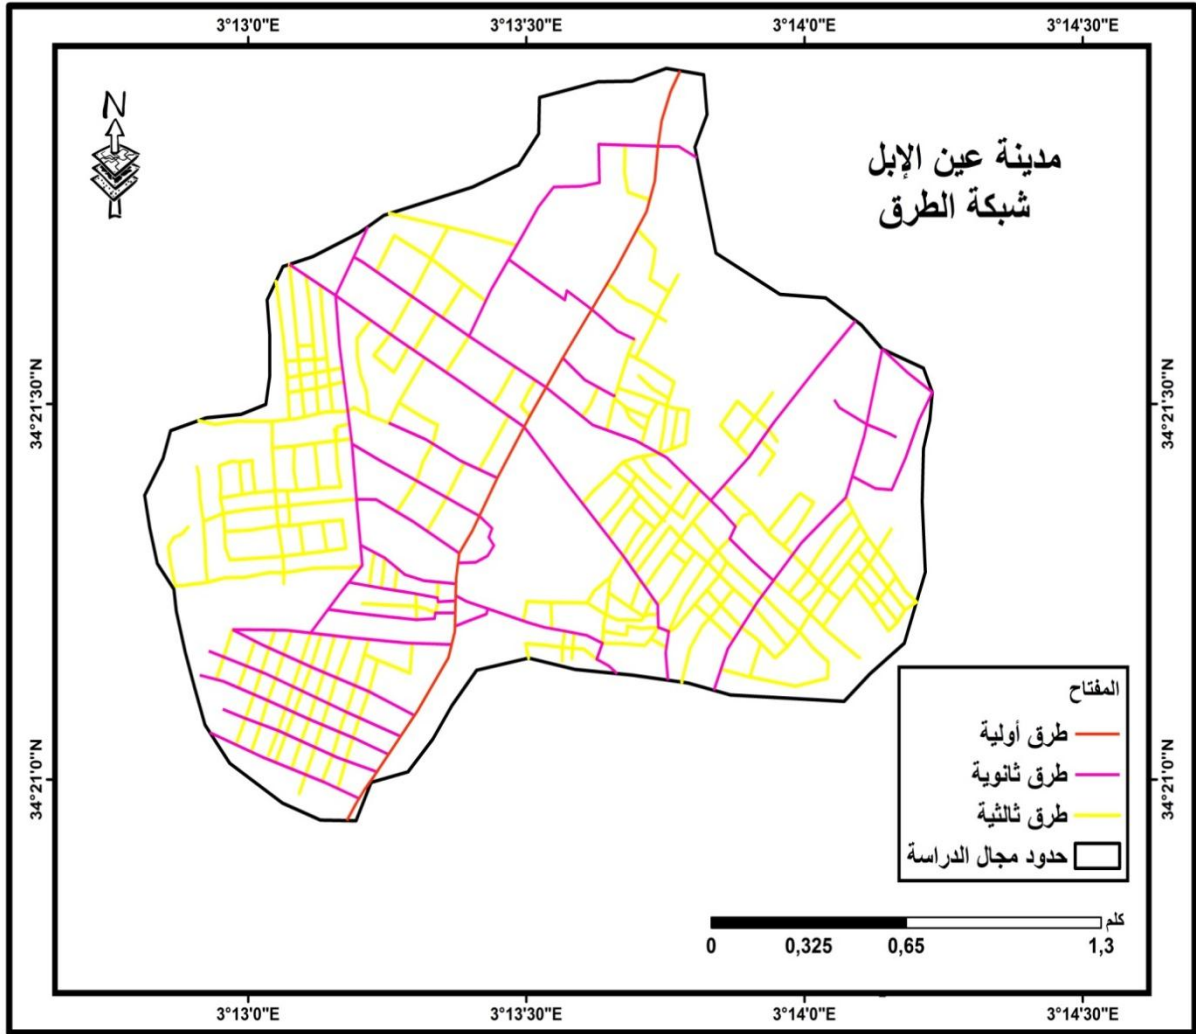 3°13'0"E
3°13'30"E
3°14'0"E
3°14'30"E
N
مدينة عين الإبل
شبكة الطرق
34°21'30"N
34°21'30"N
34°21'0"N
34°21'0"N
المفتاح
طرق أولية
طرق ثانوية
طرق ثالثية
حدود مجال الدراسة
كلم
0
0,325
0,65
1,3
3°13'0"E
3°13'30"E
3°14'0"E
3°14'30"E